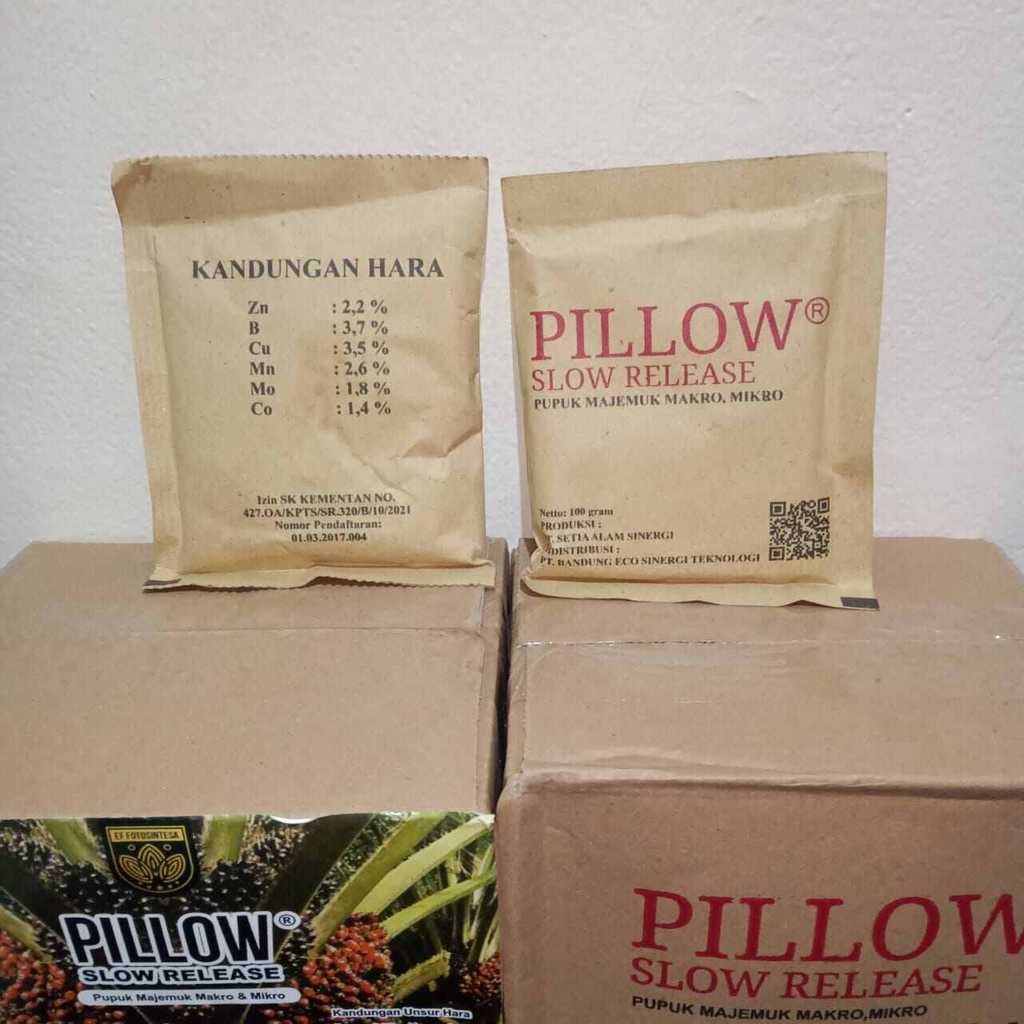 KANDUNGAN HARA
Zn : 2,2 %
B : 3,7 %
Cu : 3,5 %
Mn : 2,6 %
Mo : 1,8 %
Co : 1,4 %
Izin SK KEMENTAN NO.
427.OA/KPTS/SR.320/B/10/2021
Nomor Pendaftaran:
01.03.2017.004
PILLOW®
SLOW RELEASE
PUPUK MAJEMUK MAKRO, MIKRO
Netto: 100 gram
PRODUKSI :
PT. SETIA ALAM SINERGI
DISTRIBUSI :
PT. BANDUNG ECO SINERGI TEKNOLOGI
EF FOTOSINTESA
PILLOW®
SLOW RELEASE
Pupuk Majemuk Makro & Mikro
Kandungan Unsur Hara
PILLOW
SLOW RELEASE
PUPUK MAJEMUK MAKRO,MIKRO